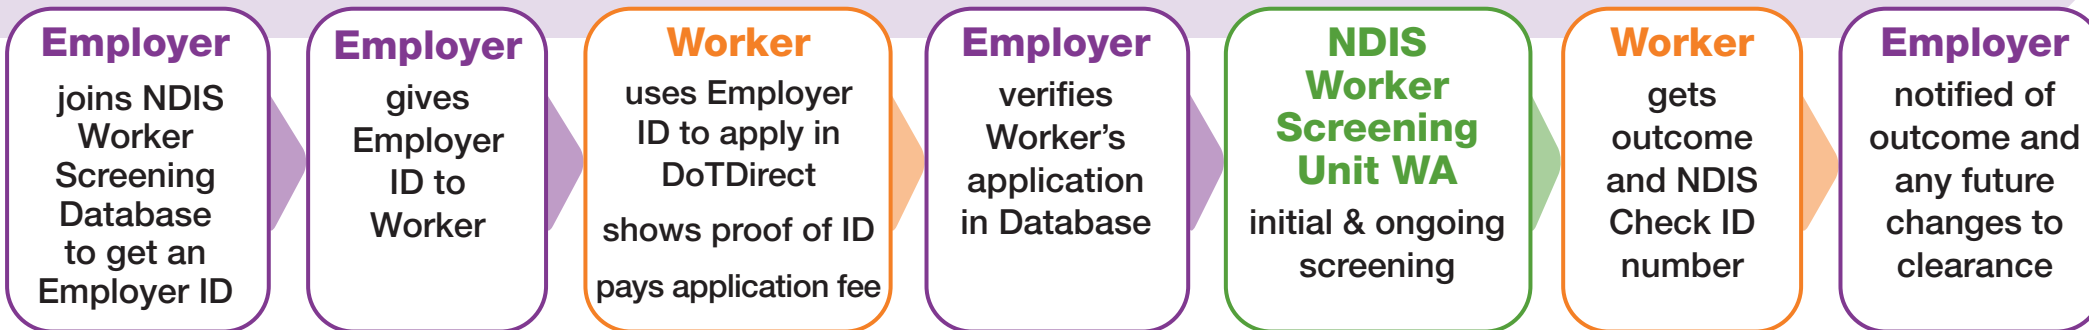 Employer
joins NDIS
Worker
Screening
Database
to get an
Employer ID
Employer
gives
Employer
ID to
Worker
Worker
uses Employer
ID to apply in
DoTDirect
shows proof of ID
pays application fee
Employer
verifies
Worker’s
application
in Database
NDIS
Worker
Screening
Unit WA
initial & ongoing
screening
Worker
gets
outcome
and NDIS
Check ID
number
Employer
notified of
outcome and
any future
changes to
clearance